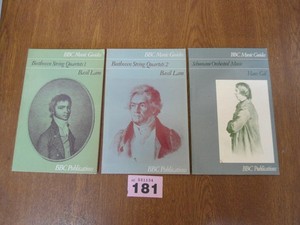 BBC Music Guides
Beethoven String Quartets 1
Basil Lam
BBC Publications
BBC Music Guides
Beethoven String Quartets 2
Basil Lam
BBC Publications
BBC Music Guides
Schumann Orchestral Music
Hans Gál
BBC Publications
181